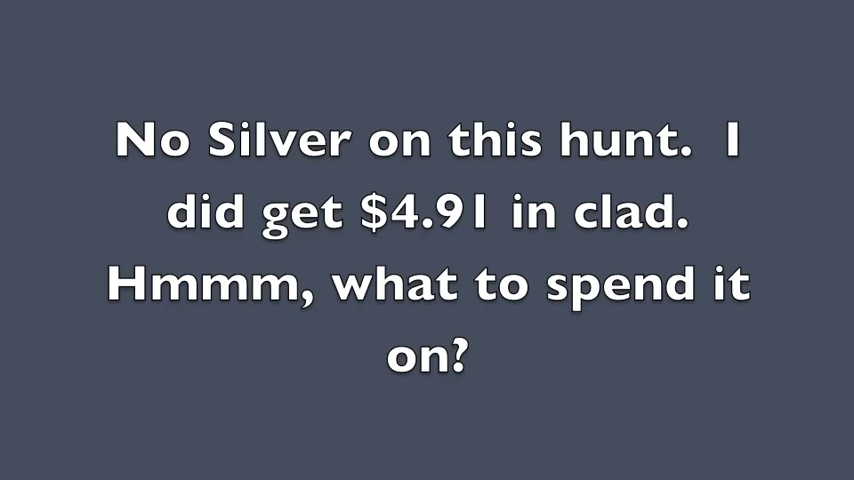 No Silver on this hunt.  I
did get $4.91 in clad.
Hmmm, what to spend it
on?